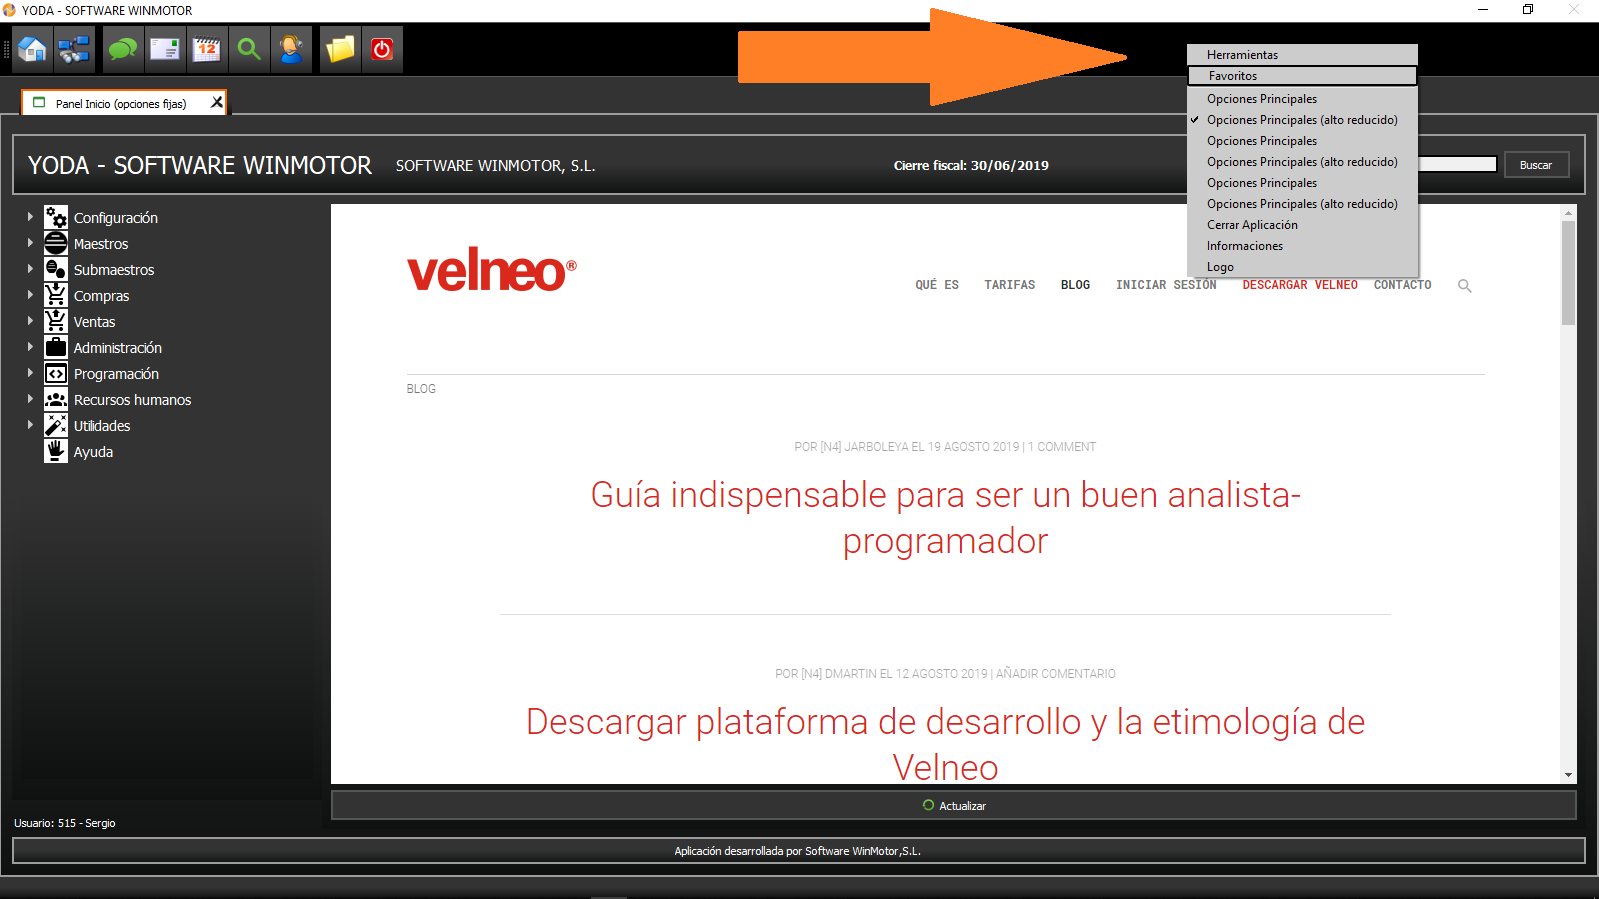 YODA - SOFTWARE WINMOTOR
12
Herramientas
Favoritos
Opciones Principales
Opciones Principales (alto reducido)
Opciones Principales
Opciones Principales (alto reducido)
Opciones Principales
Opciones Principales (alto reducido)
Cerrar Aplicación
Informaciones
Logo
Panel Inicio (opciones fijas)
YODA - SOFTWARE WINMOTOR SOFTWARE WINMOTOR, S.L. Cierre fiscal: 30/06/2019 Buscar
Configuración
Maestros
Submaestros
Compras
Ventas
Administración
Programación
Recursos humanos
Utilidades
Ayuda
velneo®
QUÉ ES TARIFAS BLOG INICIAR SESIÓN DESCARGAR VELNEO CONTACTO
BLOG
POR [N4] JARBOLEYA EL 19 AGOSTO 2019 | 1 COMMENT
Guía indispensable para ser un buen analista-
programador
POR [N4] DMARTIN EL 12 AGOSTO 2019 | AÑADIR COMENTARIO
Descargar plataforma de desarrollo y la etimología de
Velneo
Actualizar
Usuario: 515 - Sergio
Aplicación desarrollada por Software WinMotor,S.L.